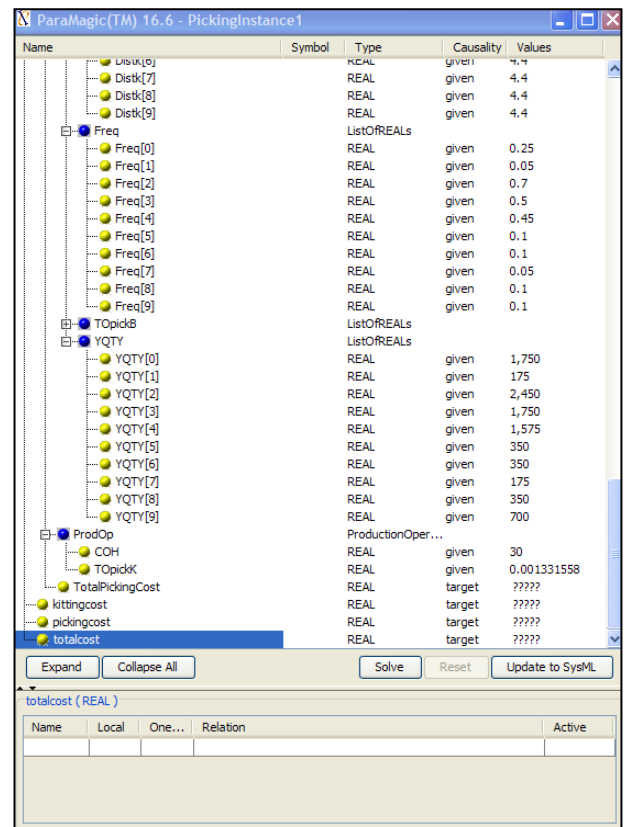 ParaMagic(TM) 16.6 - PickingInstance1
Name Symbol Type Causality Values
Distk[6] REAL given 4.4
Distk[7] REAL given 4.4
Distk[8] REAL given 4.4
Distk[9] REAL given 4.4
Freq ListOfREALs
Freq[0] REAL given 0.25
Freq[1] REAL given 0.05
Freq[2] REAL given 0.7
Freq[3] REAL given 0.5
Freq[4] REAL given 0.45
Freq[5] REAL given 0.1
Freq[6] REAL given 0.1
Freq[7] REAL given 0.05
Freq[8] REAL given 0.1
Freq[9] REAL given 0.1
TOpickB ListOfREALs
YQTY ListOfREALs
YQTY[0] REAL given 1,750
YQTY[1] REAL given 175
YQTY[2] REAL given 2,450
YQTY[3] REAL given 1,750
YQTY[4] REAL given 1,575
YQTY[5] REAL given 350
YQTY[6] REAL given 350
YQTY[7] REAL given 175
YQTY[8] REAL given 350
YQTY[9] REAL given 700
ProdOp ProductionOper...
COH REAL given 30
TOpickK REAL given 0.001331558
TotalPickingCost REAL target ?????
kittingcost REAL target ?????
pickingcost REAL target ?????
totalcost REAL target ?????
Expand Collapse All Solve Reset Update to SysML
totalcost ( REAL )
Name Local One... Relation Active